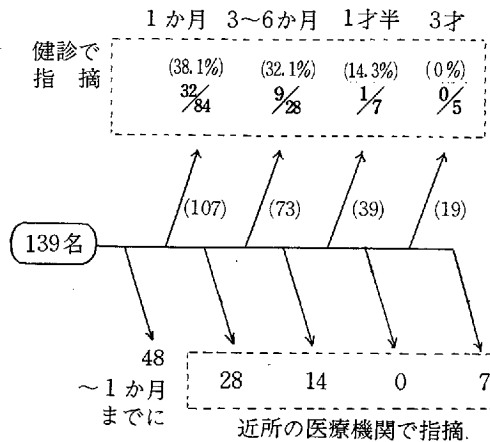 1か月 3〜6か月 1才半 3才
健診で
指摘
(38.1%) (32.1%) (14.3%) (0%)
32/84 9/28 1/7 0/5
(107) (73) (39) (19)
139名
48
〜1か月
までに
28 14 0 7
近所の医療機関で指摘.